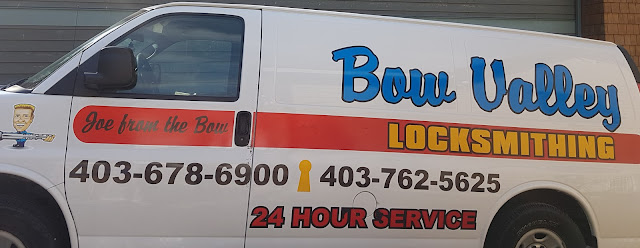 Bow Valley
LOCKSMITHING
Joe from the Bow
403-678-6900 403-762-5625
24 HOUR SERVICE